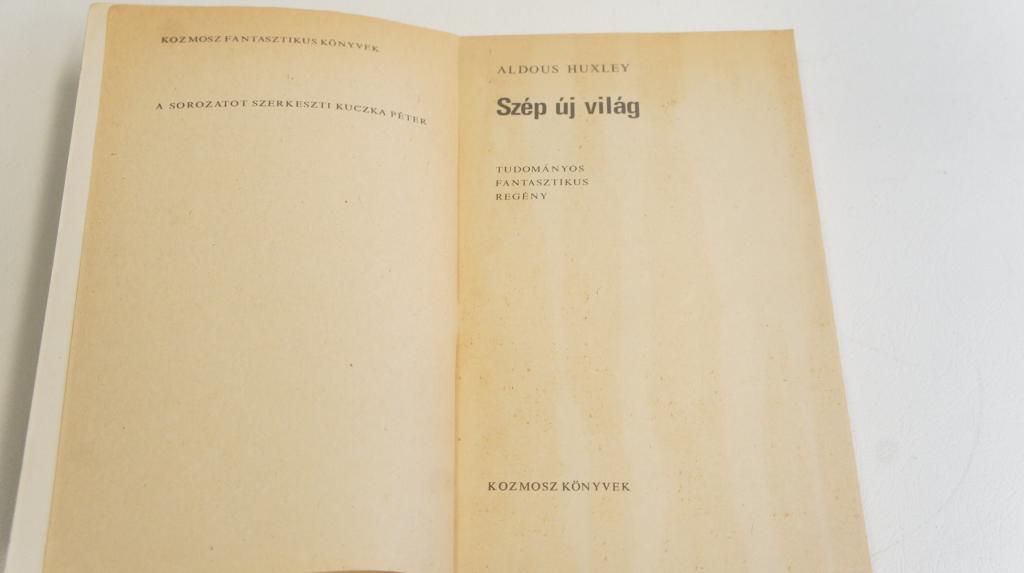 KOZMOSZ FANTASZTIKUS KÖNYVEK
A SOROZATOT SZERKESZTI KUCZKA PÉTER
ALDOUS HUXLEY
Szép új világ
TUDOMÁNYOS
FANTASZTIKUS
REGÉNY
KOZMOSZ KÖNYVEK